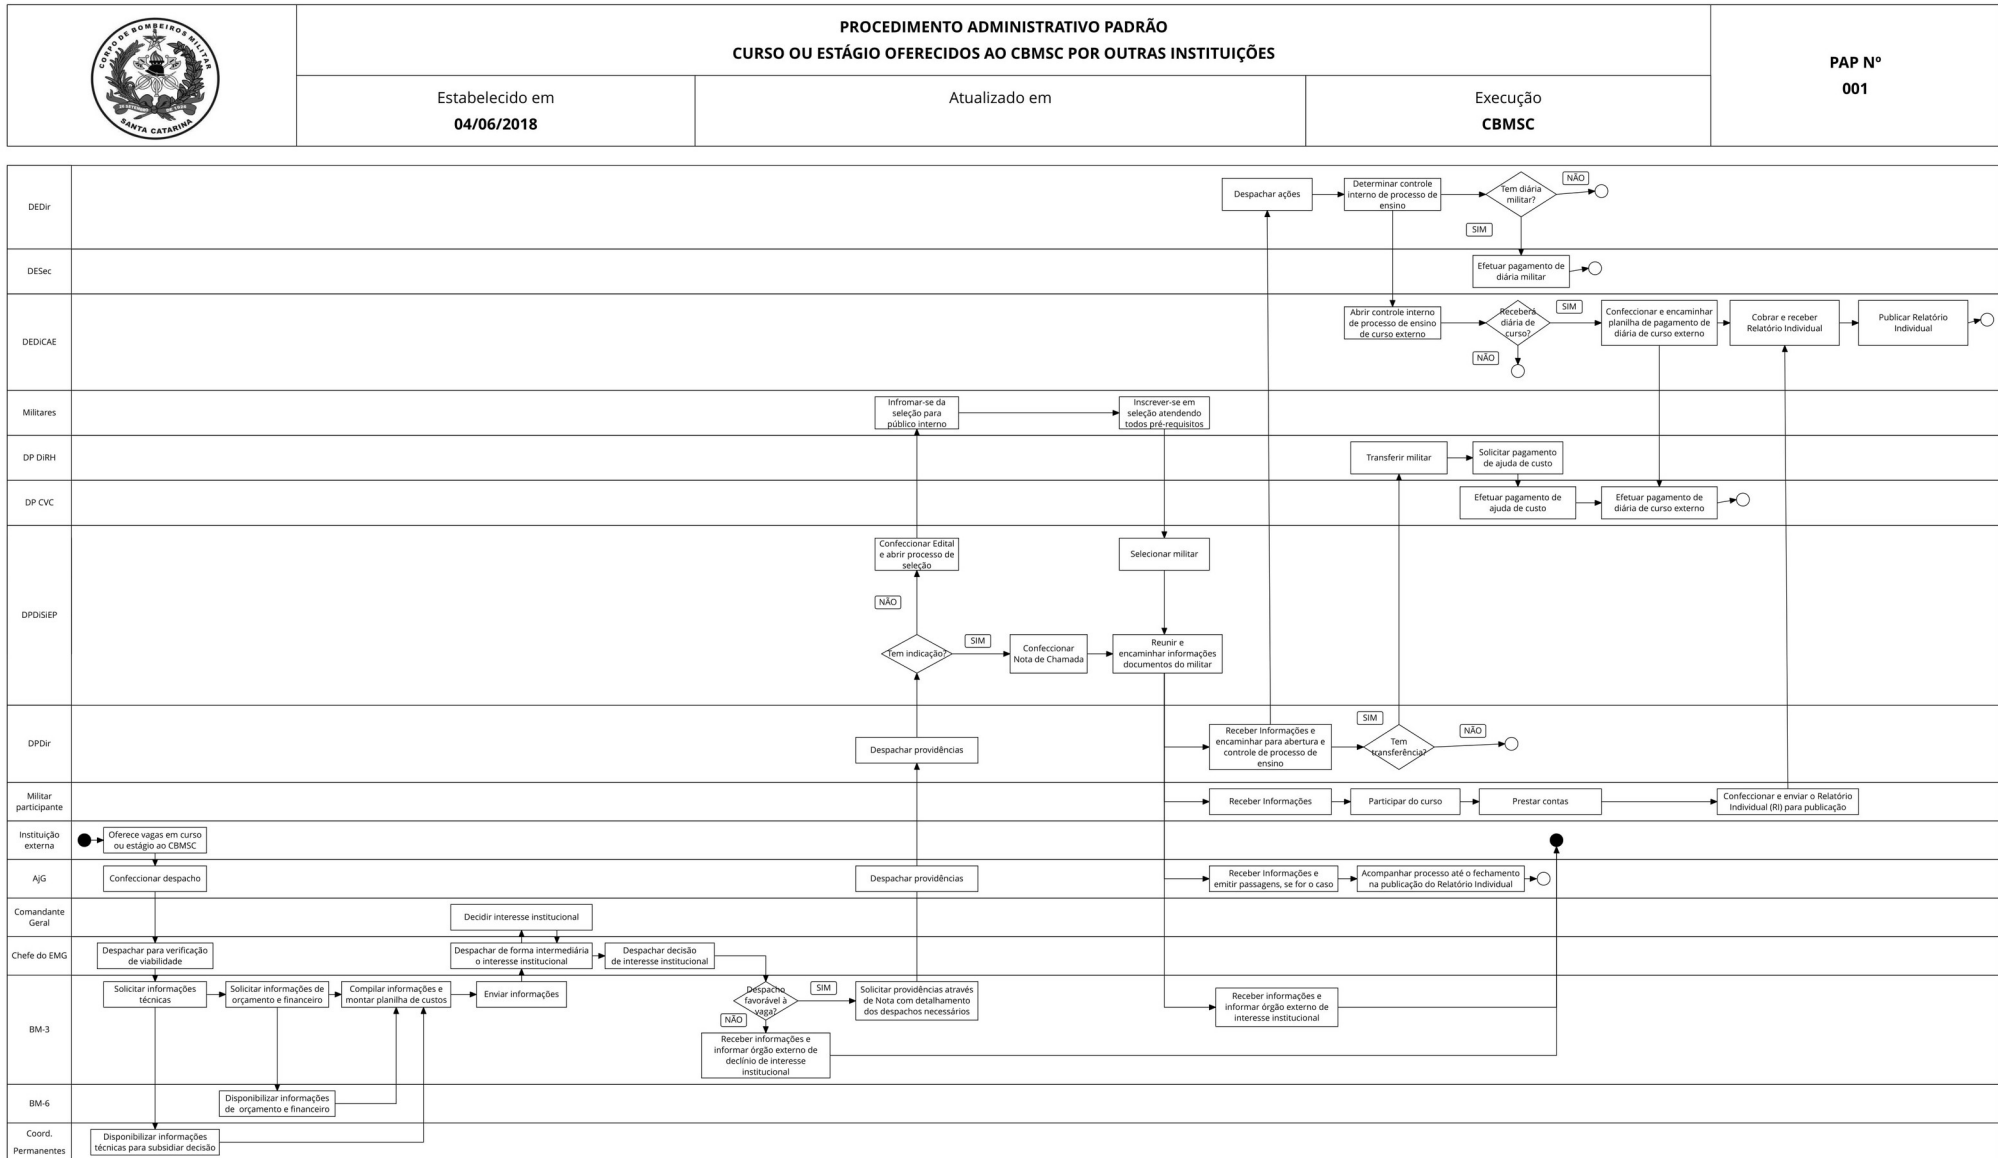 CORPO DE BOMBEIROS MILITAR
SANTA CATARINA
PROCEDIMENTO ADMINISTRATIVO PADRÃO
CURSO OU ESTÁGIO OFERECIDOS AO CBMSC POR OUTRAS INSTITUIÇÕES
PAP Nº
001
Estabelecido em
04/06/2018
Atualizado em
Execução
CBMSC
DEDir
Despachar ações
Determinar controle
interno de processo de
ensino
Tem diária
militar?
NÃO
SIM
DESec
Efetuar pagamento de
diária militar
DEDiCAE
Abrir controle interno
de processo de ensino
de curso externo
Receberá
diária de
curso?
SIM
NÃO
Confeccionar e encaminhar
planilha de pagamento de
diária de curso externo
Cobrar e receber
Relatório Individual
Publicar Relatório
Individual
Militares
Infromar-se da
seleção para
público interno
Inscrever-se em
seleção atendendo
todos pré-requisitos
DP DiRH
Transferir militar
Solicitar pagamento
de ajuda de custo
DP CVC
Efetuar pagamento de
ajuda de custo
Efetuar pagamento de
diária de curso externo
DPDiSiEP
Confeccionar Edital
e abrir processo de
seleção
Selecionar militar
NÃO
Tem indicação?
SIM
Confeccionar
Nota de Chamada
Reunir e
encaminhar informações
documentos do militar
DPDir
Despachar providências
Receber Informações e
encaminhar para abertura e
controle de processo de
ensino
SIM
Tem
transferência?
NÃO
Militar
participante
Receber Informações
Participar do curso
Prestar contas
Confeccionar e enviar o Relatório
Individual (RI) para publicação
Instituição
externa
Oferece vagas em curso
ou estágio ao CBMSC
AjG
Confeccionar despacho
Despachar providências
Receber Informações e
emitir passagens, se for o caso
Acompanhar processo até o fechamento
na publicação do Relatório Individual
Comandante
Geral
Decidir interesse institucional
Chefe do EMG
Despachar para verificação
de viabilidade
Despachar de forma intermediária
o interesse institucional
Despachar decisão
de interesse institucional
BM-3
Solicitar informações
técnicas
Solicitar informações de
orçamento e financeiro
Compilar informações e
montar planilha de custos
Enviar informações
Despacho
favorável à
vaga?
SIM
NÃO
Solicitar providências através
de Nota com detalhamento
dos despachos necessários
Receber informações e
informar órgão externo de
interesse institucional
Receber informações e
informar órgão externo de
declínio de interesse
institucional
BM-6
Disponibilizar informações
de orçamento e financeiro
Coord.
Permanentes
Disponibilizar informações
técnicas para subsidiar decisão